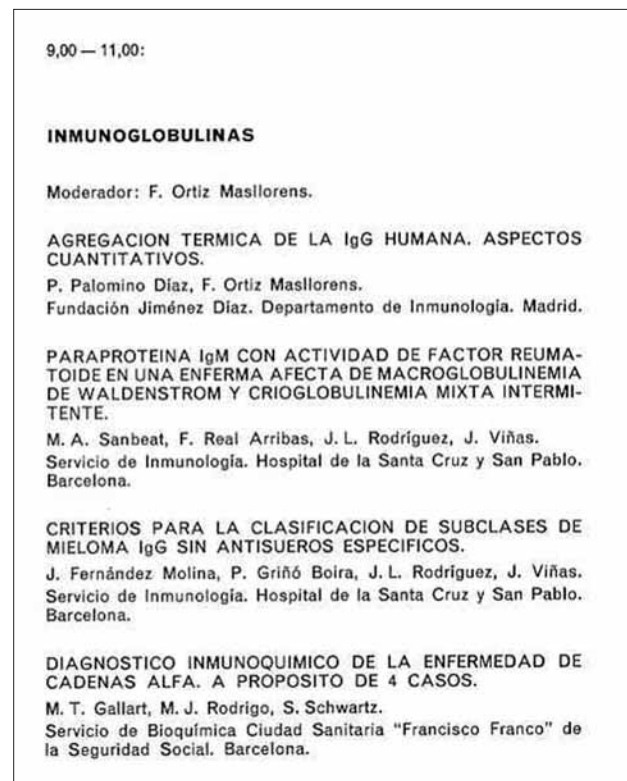 9,00 — 11,00:
INMUNOGLOBULINAS
Moderador: F. Ortiz Masllorens.
AGREGACION TERMICA DE LA IgG HUMANA. ASPECTOS
CUANTITATIVOS.
P. Palomino Díaz, F. Ortiz Masllorens.
Fundación Jiménez Díaz. Departamento de Inmunología. Madrid.
PARAPROTEINA IgM CON ACTIVIDAD DE FACTOR REUMA-
TOIDE EN UNA ENFERMA AFECTA DE MACROGLOBULINEMIA
DE WALDENSTROM Y CRIOGLOBULINEMIA MIXTA INTERMI-
TENTE.
M. A. Sanbeat, F. Real Arribas, J. L. Rodríguez, J. Viñas.
Servicio de Inmunología. Hospital de la Santa Cruz y San Pablo.
Barcelona.
CRITERIOS PARA LA CLASIFICACION DE SUBCLASES DE
MIELOMA IgG SIN ANTISUEROS ESPECIFICOS.
J. Fernández Molina, P. Griñó Boira, J. L. Rodríguez, J. Viñas.
Servicio de Inmunología. Hospital de la Santa Cruz y San Pablo.
Barcelona.
DIAGNOSTICO INMUNOQUIMICO DE LA ENFERMEDAD DE
CADENAS ALFA. A PROPOSITO DE 4 CASOS.
M. T. Gallart, M. J. Rodrigo, S. Schwartz.
Servicio de Bioquímica Ciudad Sanitaria "Francisco Franco" de
la Seguridad Social. Barcelona.